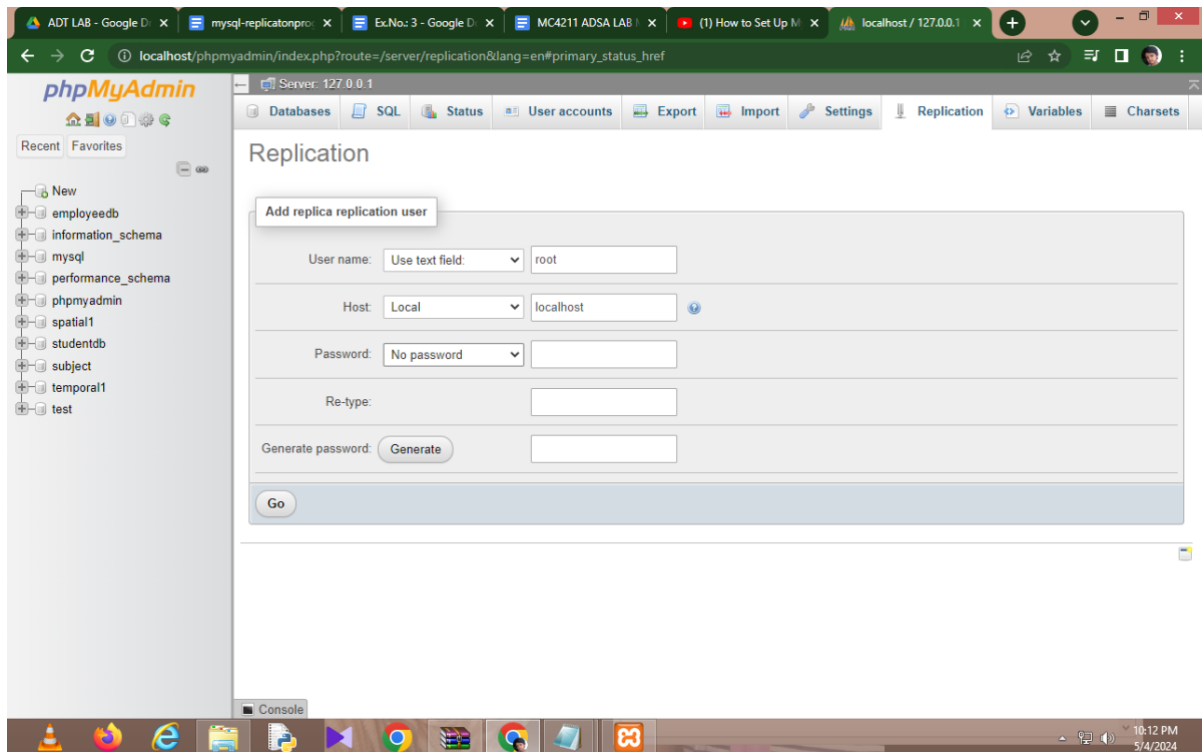 ADT LAB - Google D
mysql-replicatonpro
Ex.No.: 3 - Google D
MC4211 ADSA LAB
(1) How to Set Up M
localhost / 127.0.0.1
localhost/phpmyadmin/index.php?route=/server/replication&lang=en#primary_status_href
phpMyAdmin
Recent Favorites
New
employeedb
information_schema
mysql
performance_schema
phpmyadmin
spatial1
studentdb
subject
temporal1
test
Server: 127.0.0.1
Databases SQL Status User accounts Export Import Settings Replication Variables Charsets
Replication
Add replica replication user
User name: Use text field: root
Host: Local localhost
Password: No password
Re-type:
Generate password: Generate
Go
Console
10:12 PM
5/4/2024